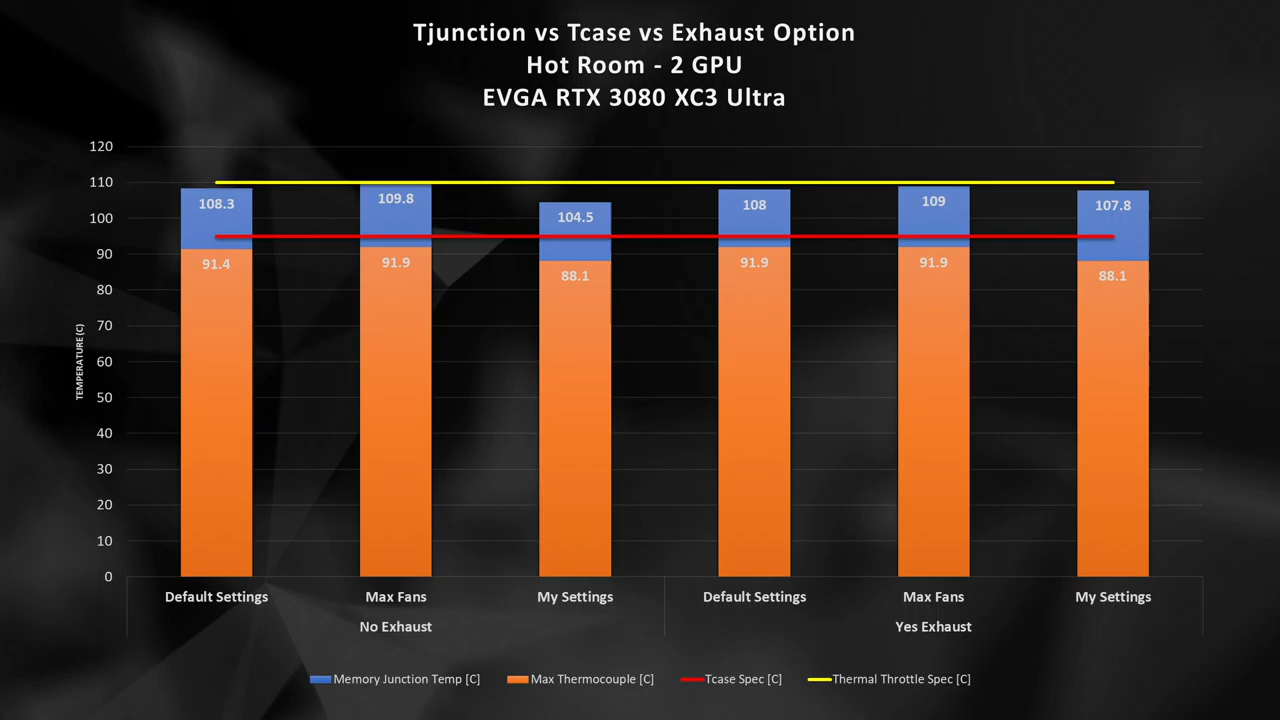 Tjunction vs Tcase vs Exhaust Option
Hot Room - 2 GPU
EVGA RTX 3080 XC3 Ultra
TEMPERATURE(C)
120
110
100
90
80
70
60
50
40
30
20
10
0
108.3
109.8
104.5
108
109
107.8
91.4
91.9
88.1
91.9
91.9
88.1
Default Settings
Max Fans
My Settings
Default Settings
Max Fans
My Settings
No Exhaust
Yes Exhaust
Memory Junction Temp [C]
Max Thermocouple [C]
Tcase Spec [C]
Thermal Throttle Spec [C]